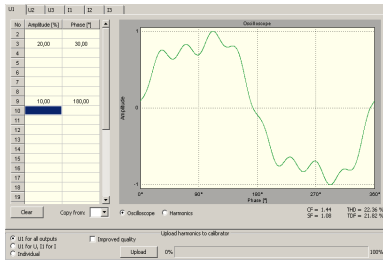 U1 U2 U3 I1 I2 I3
No Amplitude [%] Phase [°]
2
3 20,00 30,00
4
5
6
7
8
9 10,00 180,00
10
11
12
13
14
15
16
17
18
19
Clear Copy from:
Oscilloscope
Amplitude
1
0
-1
0° 90° 180° 270° 360°
Phase [°]
Oscilloscope Harmonics
CF = 1.44 THD = 22.36 %
SF = 1.08 TDF = 21.82 %
U1 for all outputs
U1 for U, I1 for I
Individual
Improved quality
Upload harmonics to calibrator
Upload 0% 100%